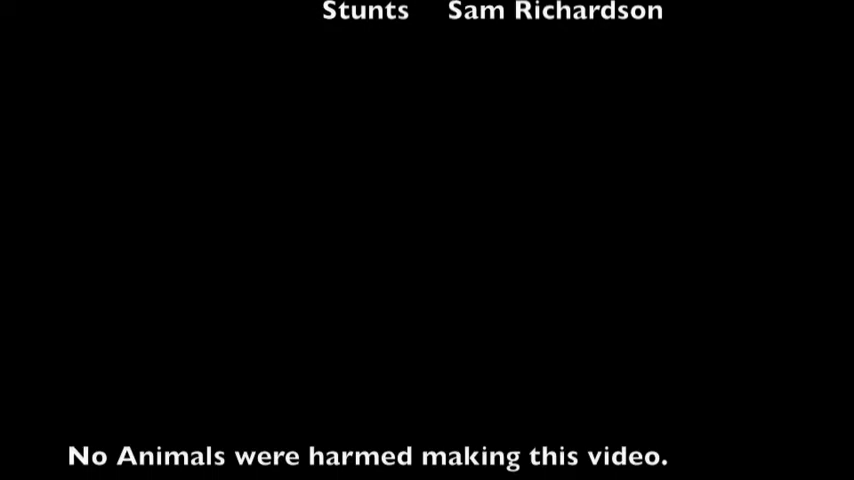 Stunts Sam Richardson
No Animals were harmed making this video.